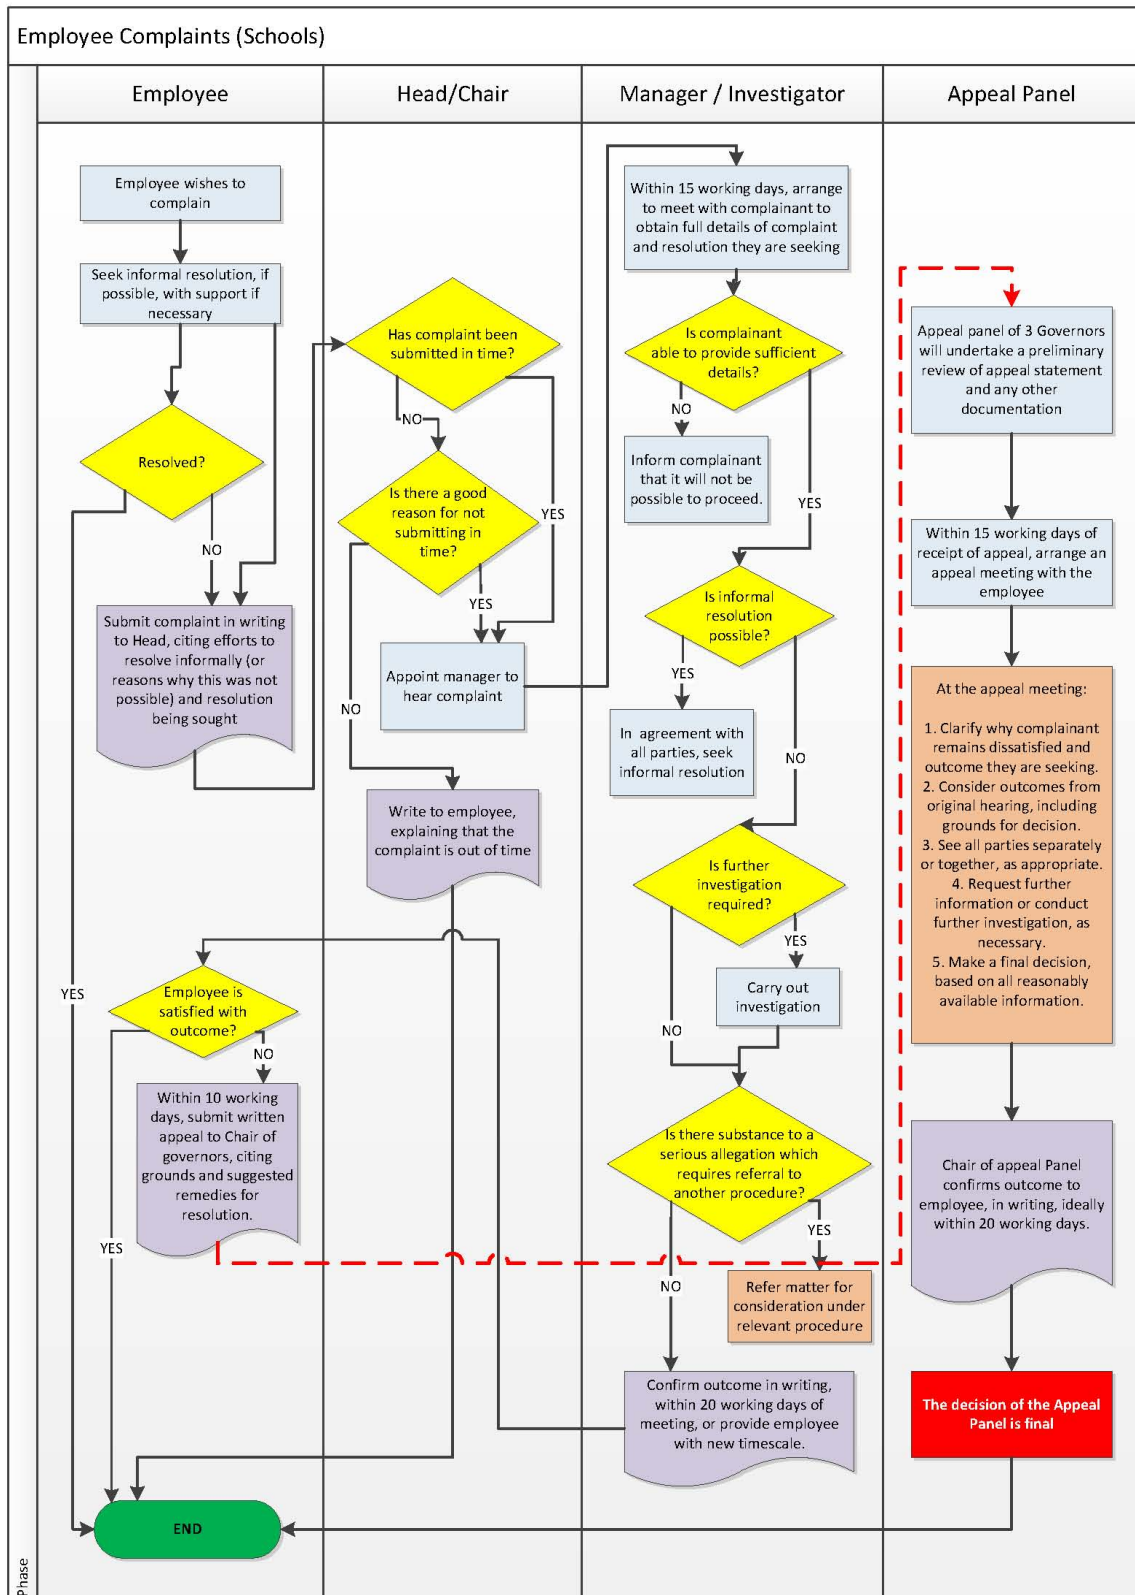 Employee Complaints (Schools)
Employee
Head/Chair
Manager / Investigator
Appeal Panel
Employee wishes to
complain
Seek informal resolution, if
possible, with support if
necessary
Resolved?
NO
YES
Submit complaint in writing
to Head, citing efforts to
resolve informally (or
reasons why this was not
possible) and resolution
being sought
Employee is
satisfied with
outcome?
NO
YES
Within 10 working
days, submit written
appeal to Chair of
governors, citing
grounds and suggested
remedies for
resolution.
END
Has complaint been
submitted in time?
NO
YES
Is there a good
reason for not
submitting in
time?
YES
NO
Appoint manager to
hear complaint
Write to employee,
explaining that the
complaint is out of time
Within 15 working days, arrange
to meet with complainant to
obtain full details of complaint
and resolution they are seeking
Is complainant
able to provide sufficient
details?
NO
YES
Inform complainant
that it will not be
possible to proceed.
Is informal
resolution
possible?
YES
NO
In  agreement with
all parties, seek
informal resolution
Is further
investigation
required?
YES
NO
Carry out
investigation
Is there substance to a
serious allegation which
requires referral to
another procedure?
YES
NO
Refer matter for
consideration under
relevant procedure
Confirm outcome in writing,
within 20 working days of
meeting, or provide employee
with new timescale.
Appeal panel of 3 Governors
will undertake a preliminary
review of appeal statement
and any other
documentation
Within 15 working days of
receipt of appeal, arrange an
appeal meeting with the
employee
At the appeal meeting:
1. Clarify why complainant
remains dissatisfied and
outcome they are seeking.
2. Consider outcomes from
original hearing, including
grounds for decision.
3. See all parties separately
or together, as appropriate.
4. Request further
information or conduct
further investigation, as
necessary.
5. Make a final decision,
based on all reasonably
available information.
Chair of appeal Panel
confirms outcome to
employee, in writing, ideally
within 20 working days.
The decision of the Appeal
Panel is final
Phase